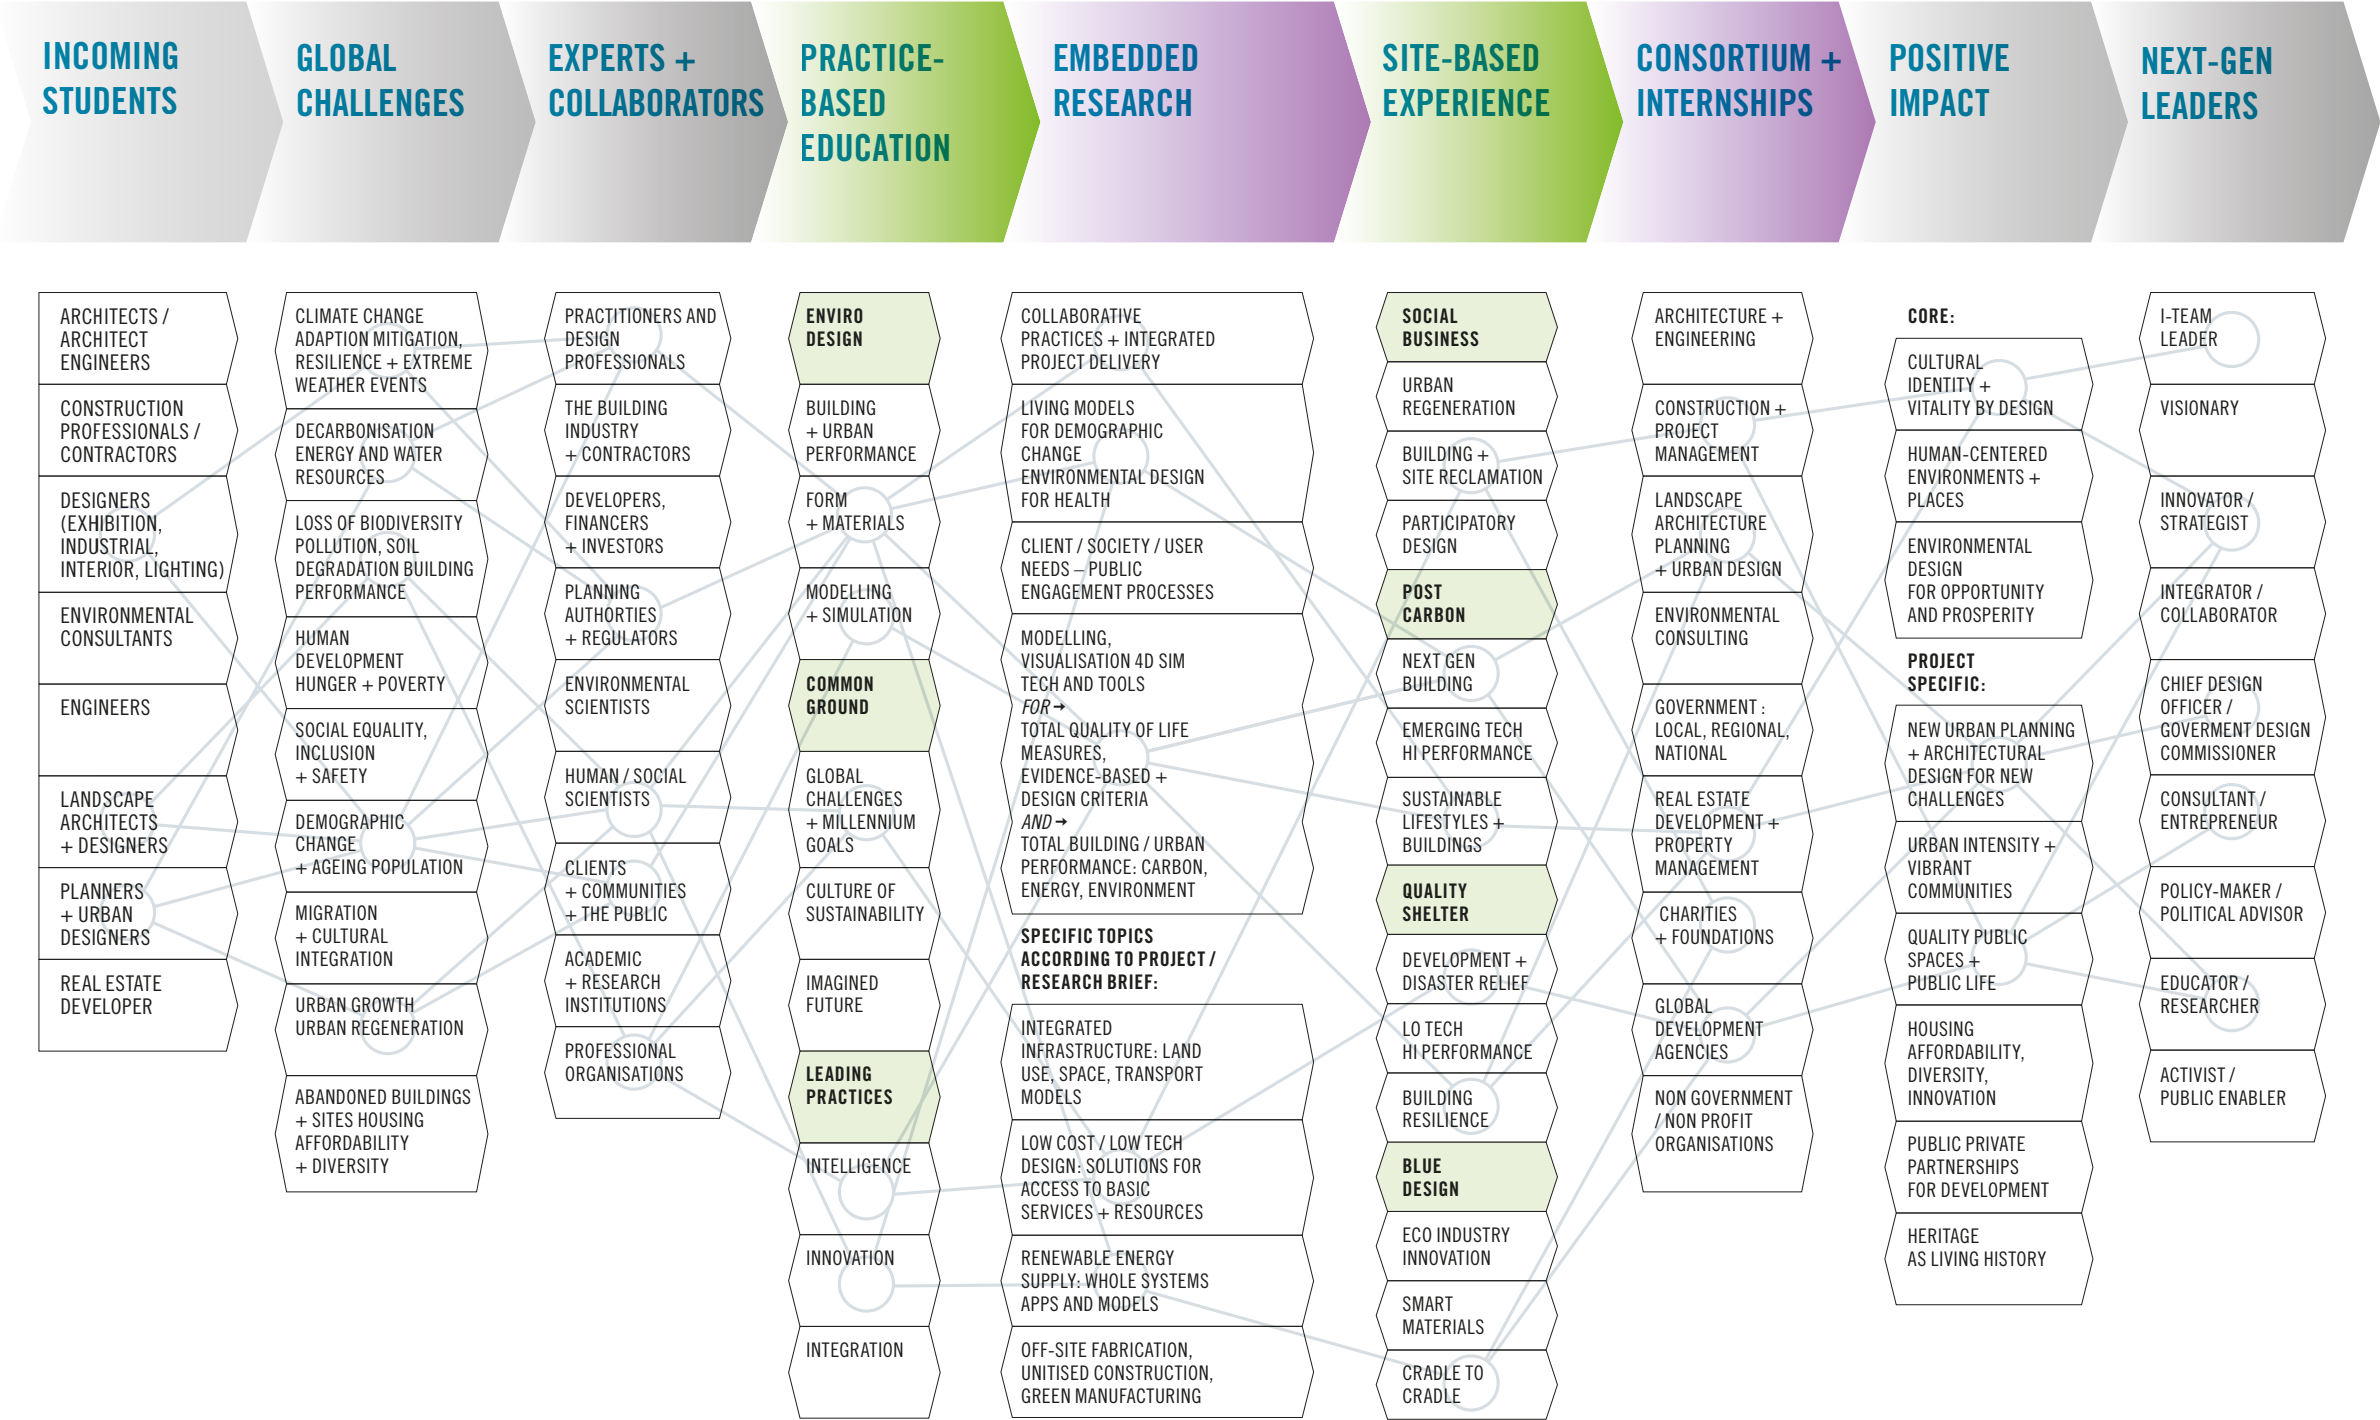 INCOMING
STUDENTS
GLOBAL
CHALLENGES
EXPERTS +
COLLABORATORS
PRACTICE-
BASED
EDUCATION
EMBEDDED
RESEARCH
SITE-BASED
EXPERIENCE
CONSORTIUM +
INTERNSHIPS
POSITIVE
IMPACT
NEXT-GEN
LEADERS
ARCHITECTS /
ARCHITECT
ENGINEERS
CONSTRUCTION
PROFESSIONALS /
CONTRACTORS
DESIGNERS
(EXHIBITION,
INDUSTRIAL,
INTERIOR, LIGHTING)
ENVIRONMENTAL
CONSULTANTS
ENGINEERS
LANDSCAPE
ARCHITECTS
+ DESIGNERS
PLANNERS
+ URBAN
DESIGNERS
REAL ESTATE
DEVELOPER
CLIMATE CHANGE
ADAPTION MITIGATION,
RESILIENCE + EXTREME
WEATHER EVENTS
DECARBONISATION
ENERGY AND WATER
RESOURCES
LOSS OF BIODIVERSITY
POLLUTION, SOIL
DEGRADATION BUILDING
PERFORMANCE
HUMAN
DEVELOPMENT
HUNGER + POVERTY
SOCIAL EQUALITY,
INCLUSION
+ SAFETY
DEMOGRAPHIC
CHANGE
+ AGEING POPULATION
MIGRATION
+ CULTURAL
INTEGRATION
URBAN GROWTH
URBAN REGENERATION
ABANDONED BUILDINGS
+ SITES HOUSING
AFFORDABILITY
+ DIVERSITY
PRACTITIONERS AND
DESIGN
PROFESSIONALS
THE BUILDING
INDUSTRY
+ CONTRACTORS
DEVELOPERS,
FINANCERS
+ INVESTORS
PLANNING
AUTHORTIES
+ REGULATORS
ENVIRONMENTAL
SCIENTISTS
HUMAN / SOCIAL
SCIENTISTS
CLIENTS
+ COMMUNITIES
+ THE PUBLIC
ACADEMIC
+ RESEARCH
INSTITUTIONS
PROFESSIONAL
ORGANISATIONS
ENVIRO
DESIGN
BUILDING
+ URBAN
PERFORMANCE
FORM
+ MATERIALS
MODELLING
+ SIMULATION
COMMON
GROUND
GLOBAL
CHALLENGES
+ MILLENNIUM
GOALS
CULTURE OF
SUSTAINABILITY
IMAGINED
FUTURE
LEADING
PRACTICES
INTELLIGENCE
INNOVATION
INTEGRATION
COLLABORATIVE
PRACTICES + INTEGRATED
PROJECT DELIVERY
LIVING MODELS
FOR DEMOGRAPHIC
CHANGE
ENVIRONMENTAL DESIGN
FOR HEALTH
CLIENT / SOCIETY / USER
NEEDS – PUBLIC
ENGAGEMENT PROCESSES
MODELLING,
VISUALISATION 4D SIM
TECH AND TOOLS
FOR →
TOTAL QUALITY OF LIFE
MEASURES,
EVIDENCE-BASED +
DESIGN CRITERIA
AND →
TOTAL BUILDING / URBAN
PERFORMANCE: CARBON,
ENERGY, ENVIRONMENT
SPECIFIC TOPICS
ACCORDING TO PROJECT /
RESEARCH BRIEF:
INTEGRATED
INFRASTRUCTURE: LAND
USE, SPACE, TRANSPORT
MODELS
LOW COST / LOW TECH
DESIGN: SOLUTIONS FOR
ACCESS TO BASIC
SERVICES + RESOURCES
RENEWABLE ENERGY
SUPPLY: WHOLE SYSTEMS
APPS AND MODELS
OFF-SITE FABRICATION,
UNITISED CONSTRUCTION,
GREEN MANUFACTURING
SOCIAL
BUSINESS
URBAN
REGENERATION
BUILDING +
SITE RECLAMATION
PARTICIPATORY
DESIGN
POST
CARBON
NEXT GEN
BUILDING
EMERGING TECH
HI PERFORMANCE
SUSTAINABLE
LIFESTYLES +
BUILDINGS
QUALITY
SHELTER
DEVELOPMENT +
DISASTER RELIEF
LO TECH
HI PERFORMANCE
BUILDING
RESILIENCE
BLUE
DESIGN
ECO INDUSTRY
INNOVATION
SMART
MATERIALS
CRADLE TO
CRADLE
ARCHITECTURE +
ENGINEERING
CONSTRUCTION +
PROJECT
MANAGEMENT
LANDSCAPE
ARCHITECTURE
PLANNING
+ URBAN DESIGN
ENVIRONMENTAL
CONSULTING
GOVERNMENT :
LOCAL, REGIONAL,
NATIONAL
REAL ESTATE
DEVELOPMENT +
PROPERTY
MANAGEMENT
CHARITIES
+ FOUNDATIONS
GLOBAL
DEVELOPMENT
AGENCIES
NON GOVERNMENT
/ NON PROFIT
ORGANISATIONS
CORE:
CULTURAL
IDENTITY +
VITALITY BY DESIGN
HUMAN-CENTERED
ENVIRONMENTS +
PLACES
ENVIRONMENTAL
DESIGN
FOR OPPORTUNITY
AND PROSPERITY
PROJECT
SPECIFIC:
NEW URBAN PLANNING
+ ARCHITECTURAL
DESIGN FOR NEW
CHALLENGES
URBAN INTENSITY +
VIBRANT
COMMUNITIES
QUALITY PUBLIC
SPACES +
PUBLIC LIFE
HOUSING
AFFORDABILITY,
DIVERSITY,
INNOVATION
PUBLIC PRIVATE
PARTNERSHIPS
FOR DEVELOPMENT
HERITAGE
AS LIVING HISTORY
I-TEAM
LEADER
VISIONARY
INNOVATOR /
STRATEGIST
INTEGRATOR /
COLLABORATOR
CHIEF DESIGN
OFFICER /
GOVERMENT DESIGN
COMMISSIONER
CONSULTANT /
ENTREPRENEUR
POLICY-MAKER /
POLITICAL ADVISOR
EDUCATOR /
RESEARCHER
ACTIVIST /
PUBLIC ENABLER